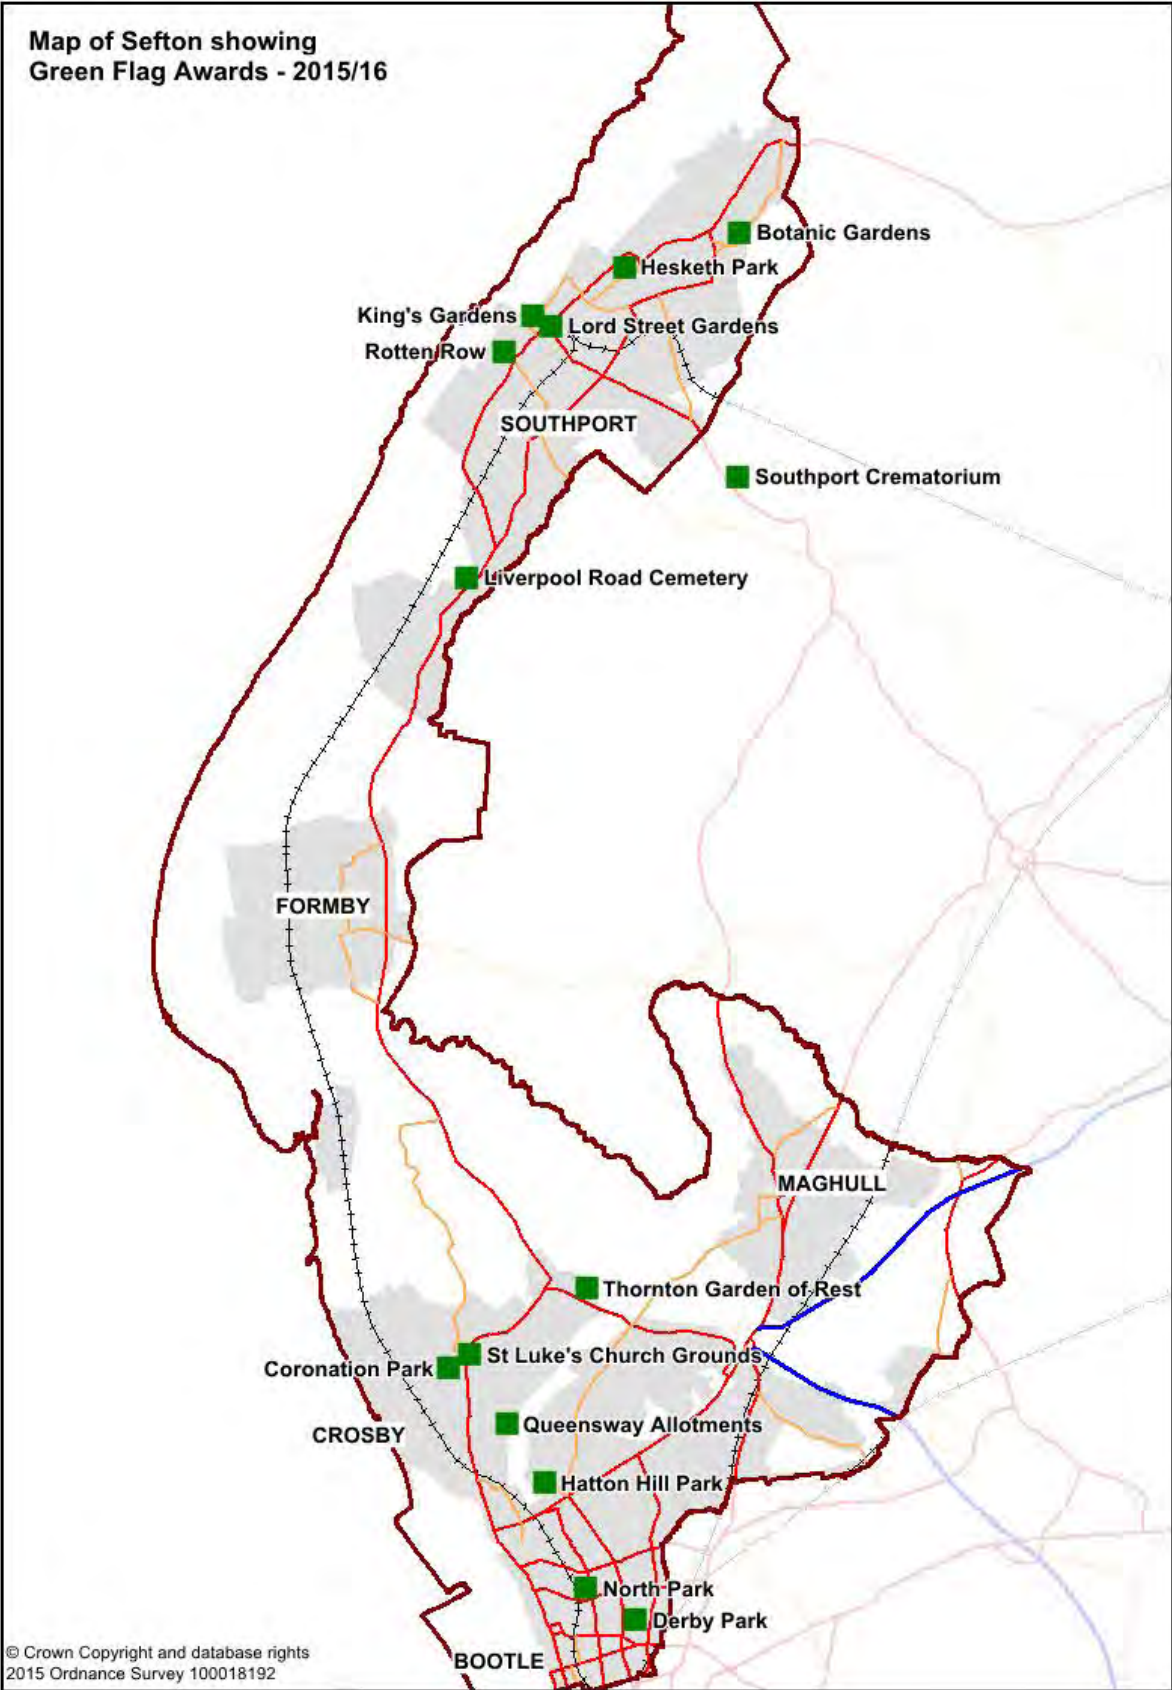 Map of Sefton showing
Green Flag Awards - 2015/16
Botanic Gardens
Hesketh Park
King's Gardens
Lord Street Gardens
Rotten Row
SOUTHPORT
Southport Crematorium
Liverpool Road Cemetery
FORMBY
MAGHULL
Thornton Garden of Rest
St Luke's Church Grounds
Coronation Park
Queensway Allotments
CROSBY
Hatton Hill Park
North Park
Derby Park
BOOTLE
© Crown Copyright and database rights
2015 Ordnance Survey 100018192